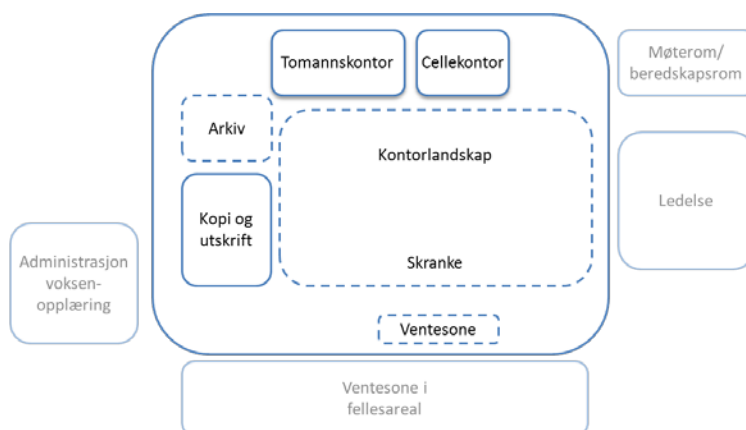 Tomannskontor
Cellekontor
Møterom/
beredskapsrom
Arkiv
Kontorlandskap
Kopi og
utskrift
Ledelse
Administrasjon
voksen-
opplæring
Skranke
Ventesone
Ventesone i
fellesareal